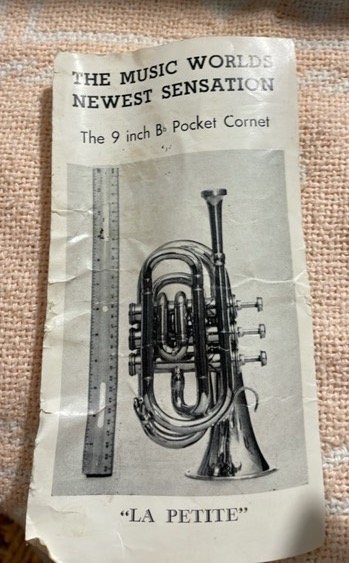 THE MUSIC WORLDS
NEWEST SENSATION
The 9 inch B♭ Pocket Cornet
"LA PETITE"